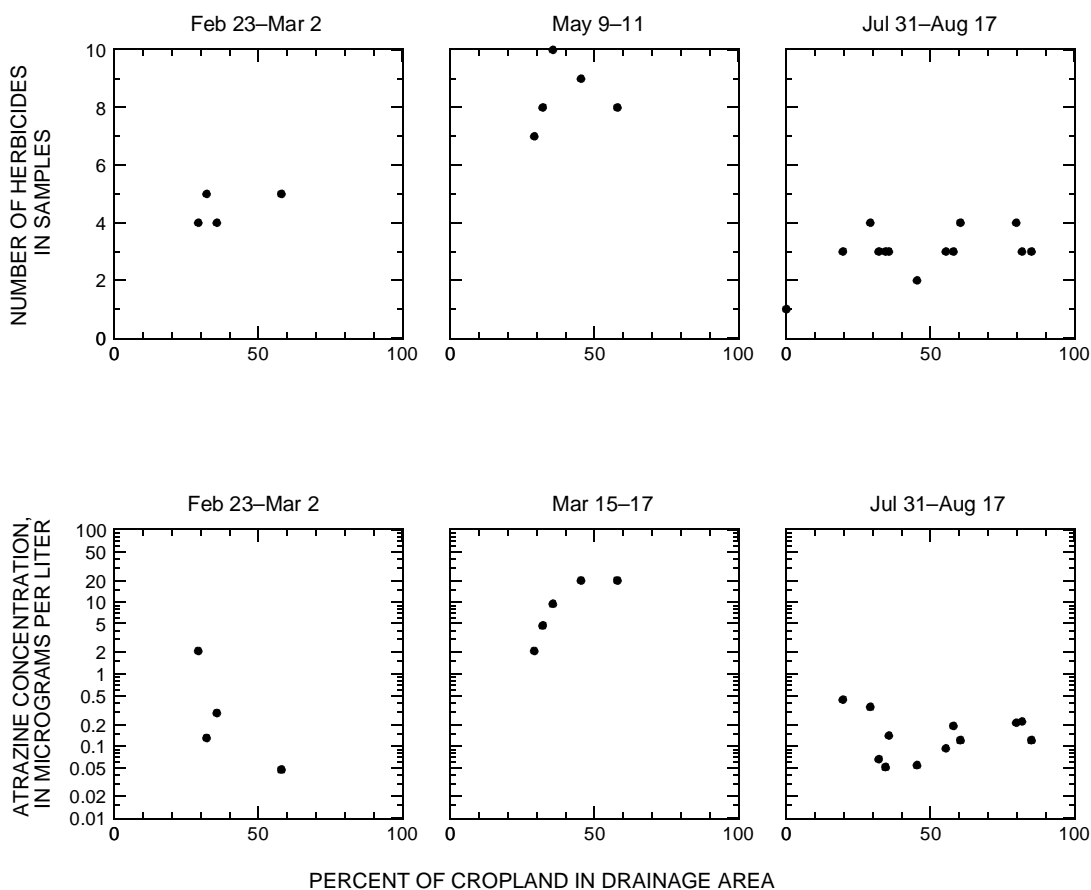 Feb 23–Mar 2
May 9–11
Jul 31–Aug 17
NUMBER OF HERBICIDES
IN SAMPLES
10
8
6
4
2
0
0 50 100
0 50 100
0 50 100
Feb 23–Mar 2
Mar 15–17
Jul 31–Aug 17
ATRAZINE CONCENTRATION,
IN MICROGRAMS PER LITER
100
50
20
10
5
2
1
0.5
0.2
0.1
0.05
0.02
0.01
0 50 100
0 50 100
0 50 100
PERCENT OF CROPLAND IN DRAINAGE AREA